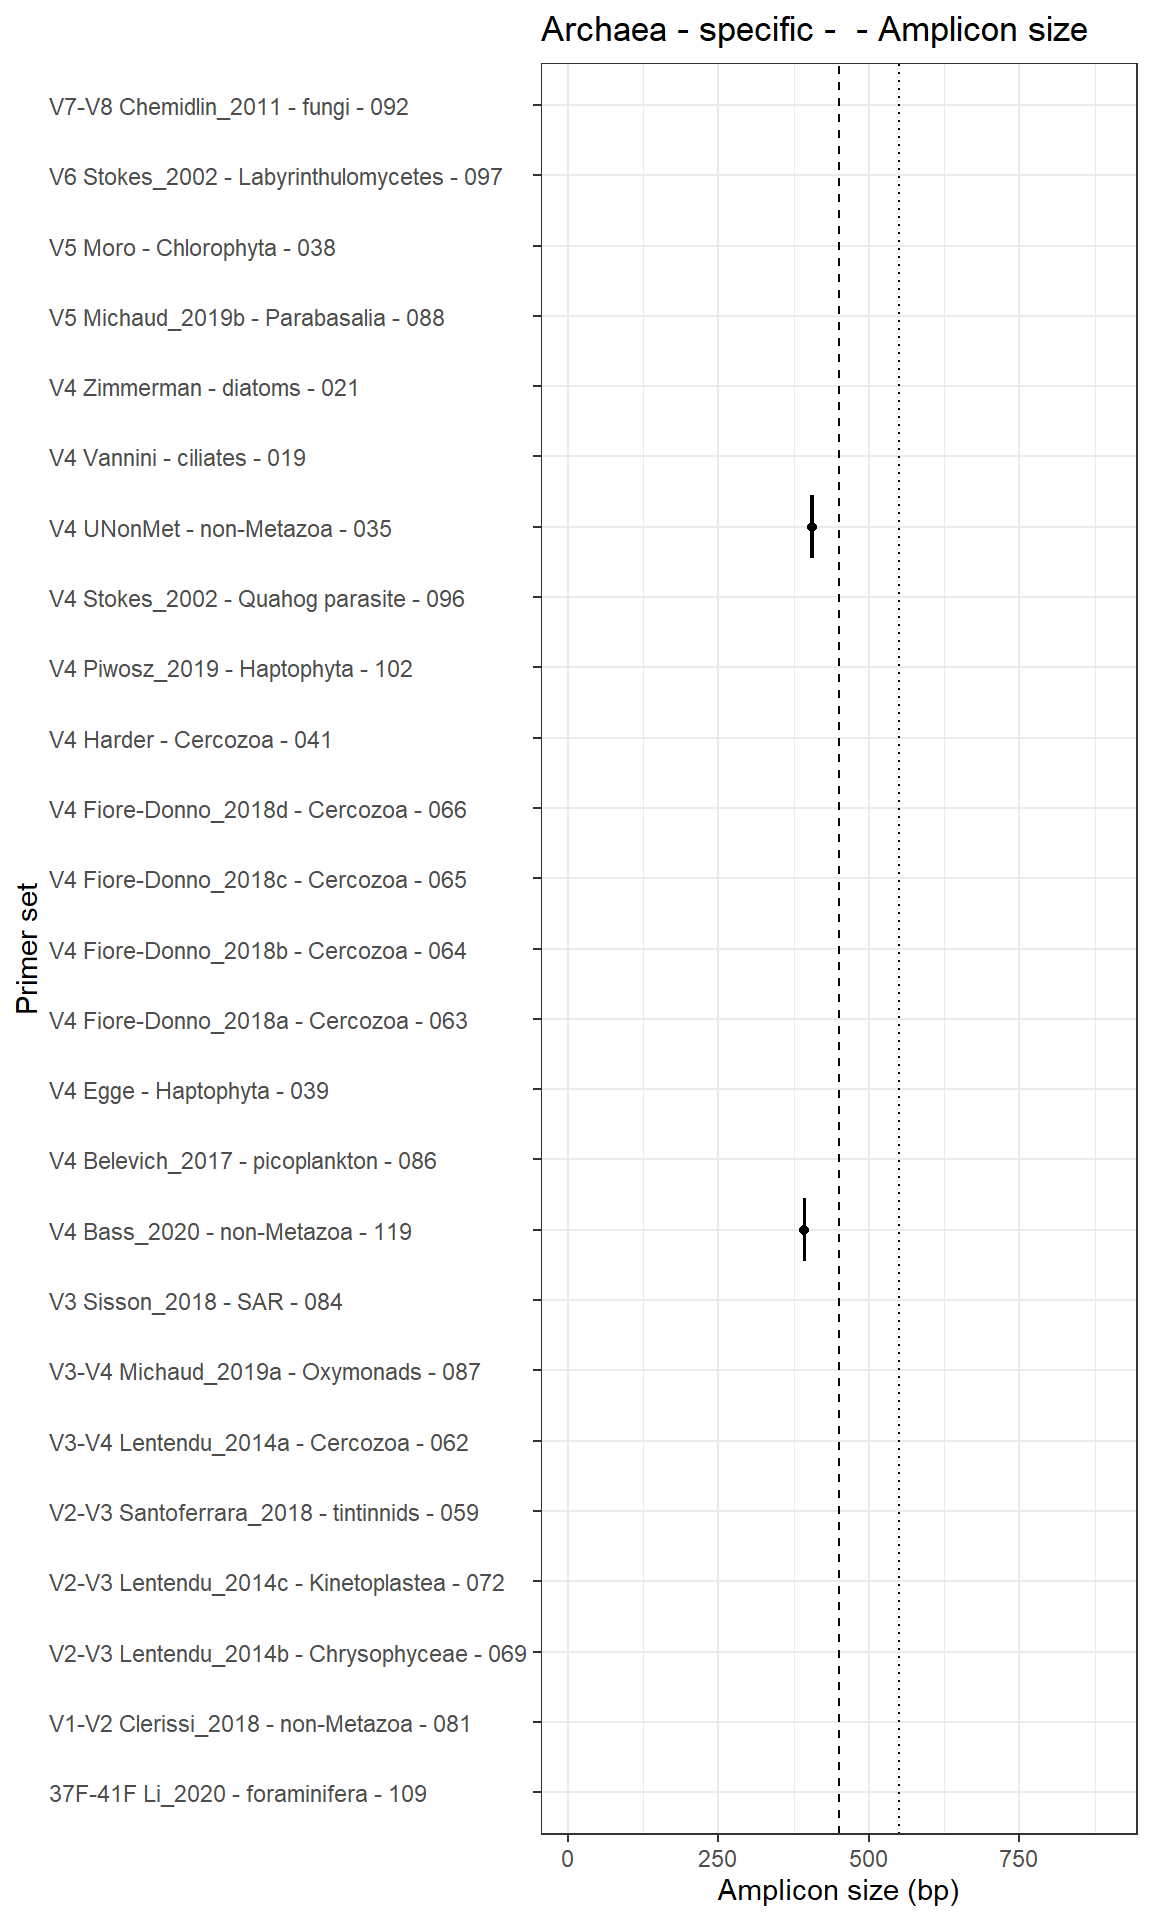 Archaea - specific -  - Amplicon size
V7-V8 Chemidlin_2011 - fungi - 092
V6 Stokes_2002 - Labyrinthulomycetes - 097
V5 Moro - Chlorophyta - 038
V5 Michaud_2019b - Parabasalia - 088
V4 Zimmerman - diatoms - 021
V4 Vannini - ciliates - 019
V4 UNonMet - non-Metazoa - 035
V4 Stokes_2002 - Quahog parasite - 096
V4 Piwosz_2019 - Haptophyta - 102
V4 Harder - Cercozoa - 041
V4 Fiore-Donno_2018d - Cercozoa - 066
V4 Fiore-Donno_2018c - Cercozoa - 065
V4 Fiore-Donno_2018b - Cercozoa - 064
V4 Fiore-Donno_2018a - Cercozoa - 063
V4 Egge - Haptophyta - 039
V4 Belevich_2017 - picoplankton - 086
V4 Bass_2020 - non-Metazoa - 119
V3 Sisson_2018 - SAR - 084
V3-V4 Michaud_2019a - Oxymonads - 087
V3-V4 Lentendu_2014a - Cercozoa - 062
V2-V3 Santoferrara_2018 - tintinnids - 059
V2-V3 Lentendu_2014c - Kinetoplastea - 072
V2-V3 Lentendu_2014b - Chrysophyceae - 069
V1-V2 Clerissi_2018 - non-Metazoa - 081
37F-41F Li_2020 - foraminifera - 109
Primer set
0 250 500 750
Amplicon size (bp)